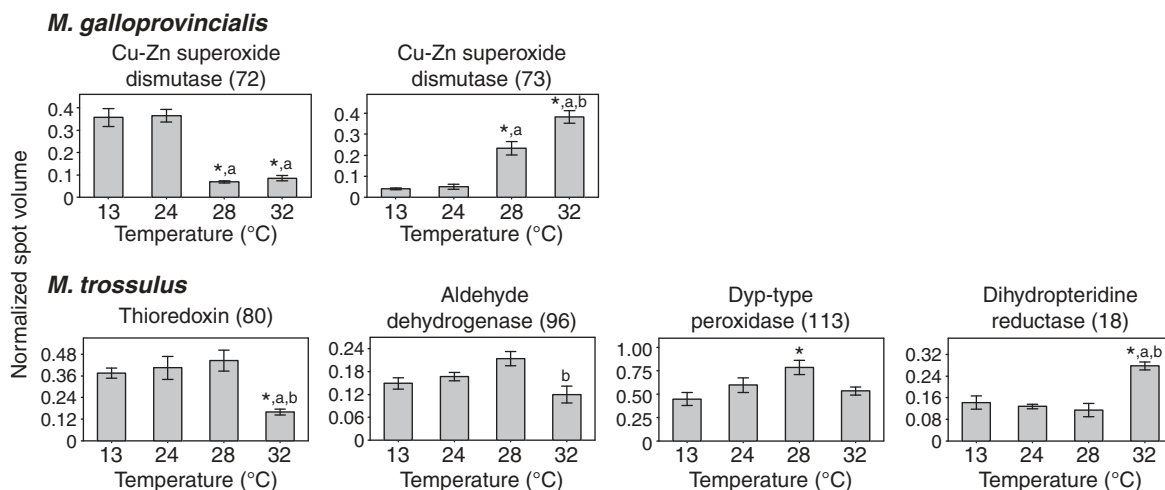 M. galloprovincialis
Cu-Zn superoxide
dismutase (72)
0.4
0.3
0.2
0.1
0
*,a
*,a
13 24 28 32
Temperature (°C)
Cu-Zn superoxide
dismutase (73)
0.4
0.3
0.2
0.1
0
*,a
*,a,b
13 24 28 32
Temperature (°C)
Normalized spot volume
M. trossulus
Thioredoxin (80)
0.48
0.36
0.24
0.12
0
*,a,b
13 24 28 32
Temperature (°C)
Aldehyde
dehydrogenase (96)
0.24
0.18
0.12
0.06
0
b
13 24 28 32
Temperature (°C)
Dyp-type
peroxidase (113)
1.00
0.75
0.50
0.25
0
*
13 24 28 32
Temperature (°C)
Dihydropteridine
reductase (18)
0.32
0.24
0.16
0.08
0
*,a,b
13 24 28 32
Temperature (°C)